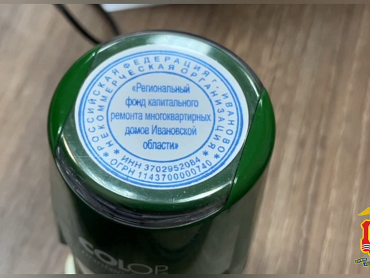 РОССИЙСКАЯ ФЕДЕРАЦИЯ г. ИВАНОВО
НЕКОММЕРЧЕСКАЯ ОРГАНИЗАЦИЯ
«Региональный
фонд капитального
ремонта многоквартирных
домов Ивановской
области»
ИНН 3702952084
ОГРН 1143700000740
COLOP